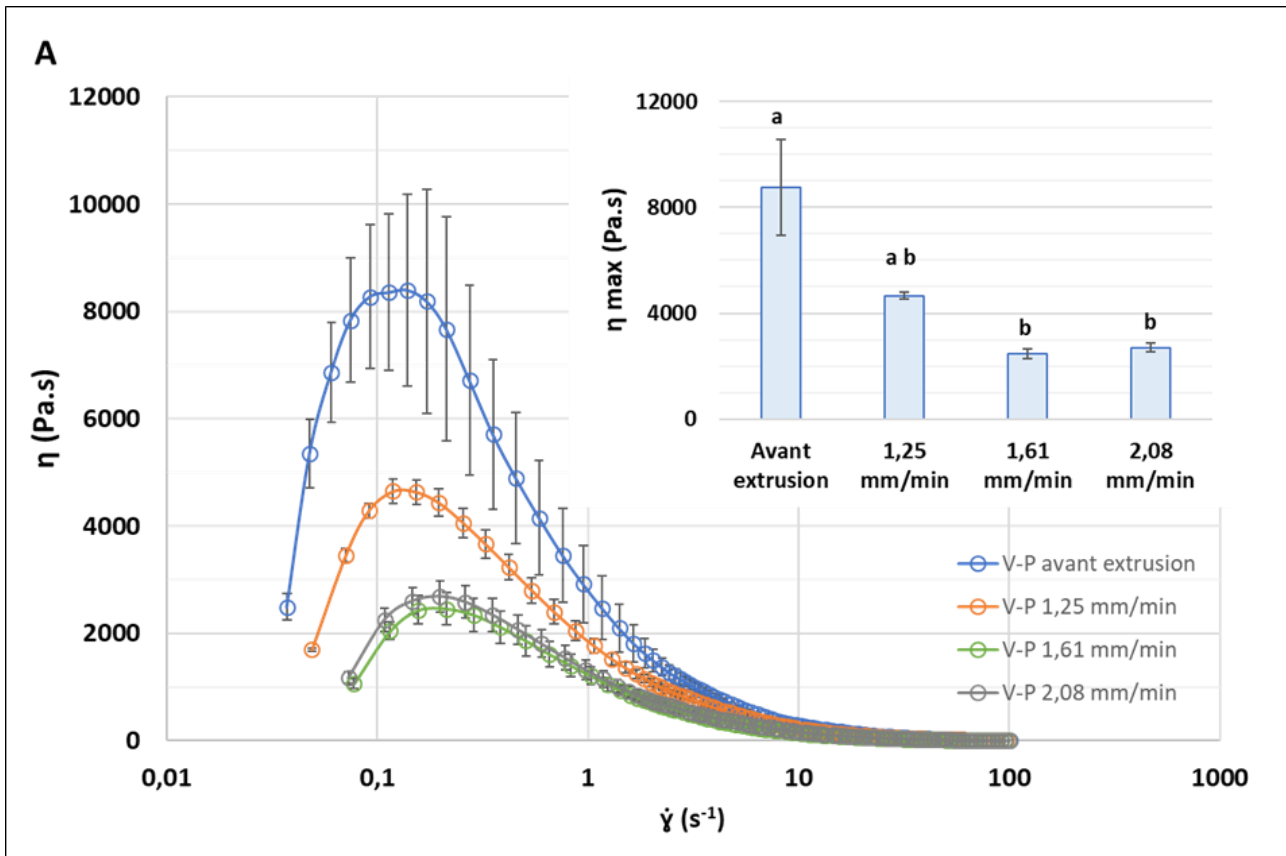 A
η (Pa.s)
12000
10000
8000
6000
4000
2000
0
0,01
0,1
1
10
100
1000
γ̇ (s⁻¹)
η max (Pa.s)
12000
8000
4000
0
a
a b
b
b
Avant
extrusion
1,25
mm/min
1,61
mm/min
2,08
mm/min
V-P avant extrusion
V-P 1,25 mm/min
V-P 1,61 mm/min
V-P 2,08 mm/min